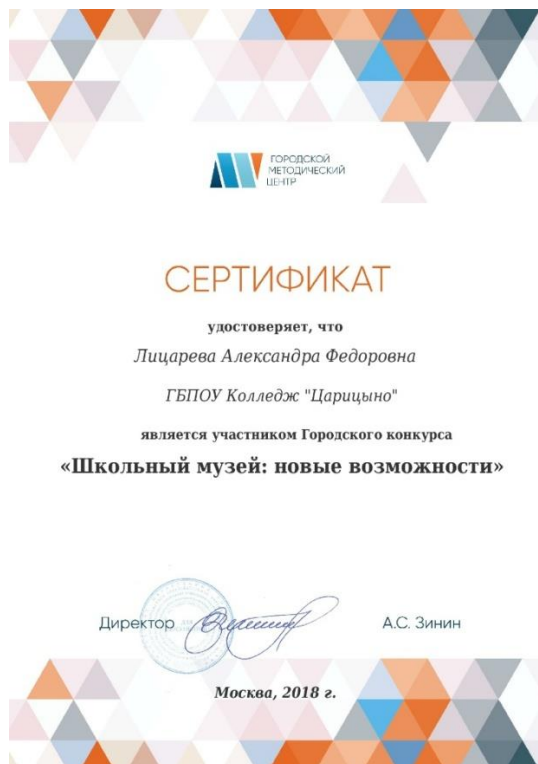 ГОРОДСКОЙ
МЕТОДИЧЕСКИЙ
ЦЕНТР
СЕРТИФИКАТ
удостоверяет, что
Лицарева Александра Федоровна
ГБПОУ Колледж "Царицыно"
является участником Городского конкурса
«Школьный музей: новые возможности»
Директор
А.С. Зинин
Москва, 2018 г.